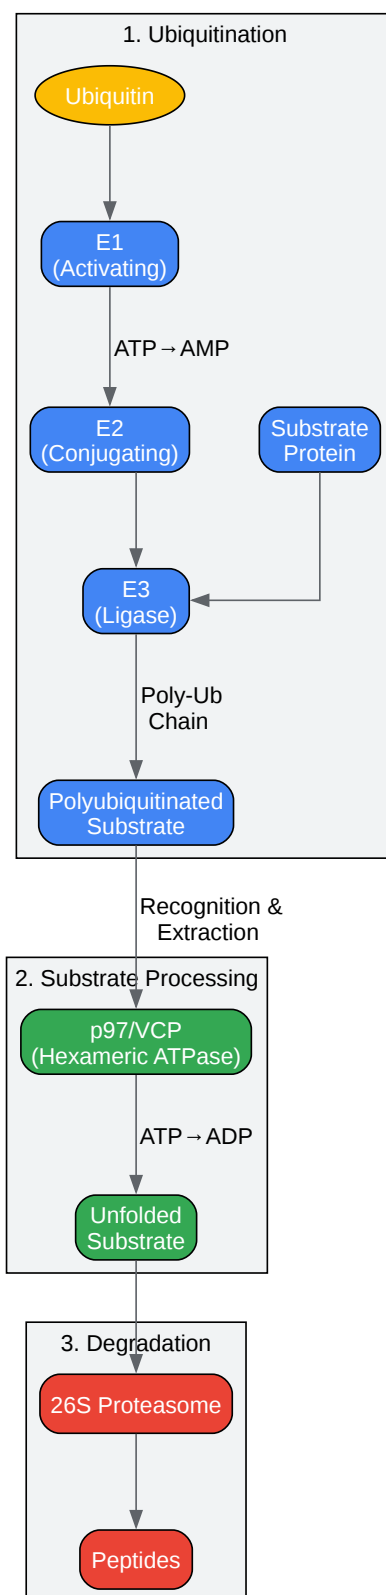 1. Ubiquitination
Ubiquitin
E1
(Activating)
ATP→AMP
E2
(Conjugating)
Substrate
Protein
E3
(Ligase)
Poly-Ub
Chain
Polyubiquitinated
Substrate
Recognition &
Extraction
2. Substrate Processing
p97/VCP
(Hexameric ATPase)
ATP→ADP
Unfolded
Substrate
3. Degradation
26S Proteasome
Peptides